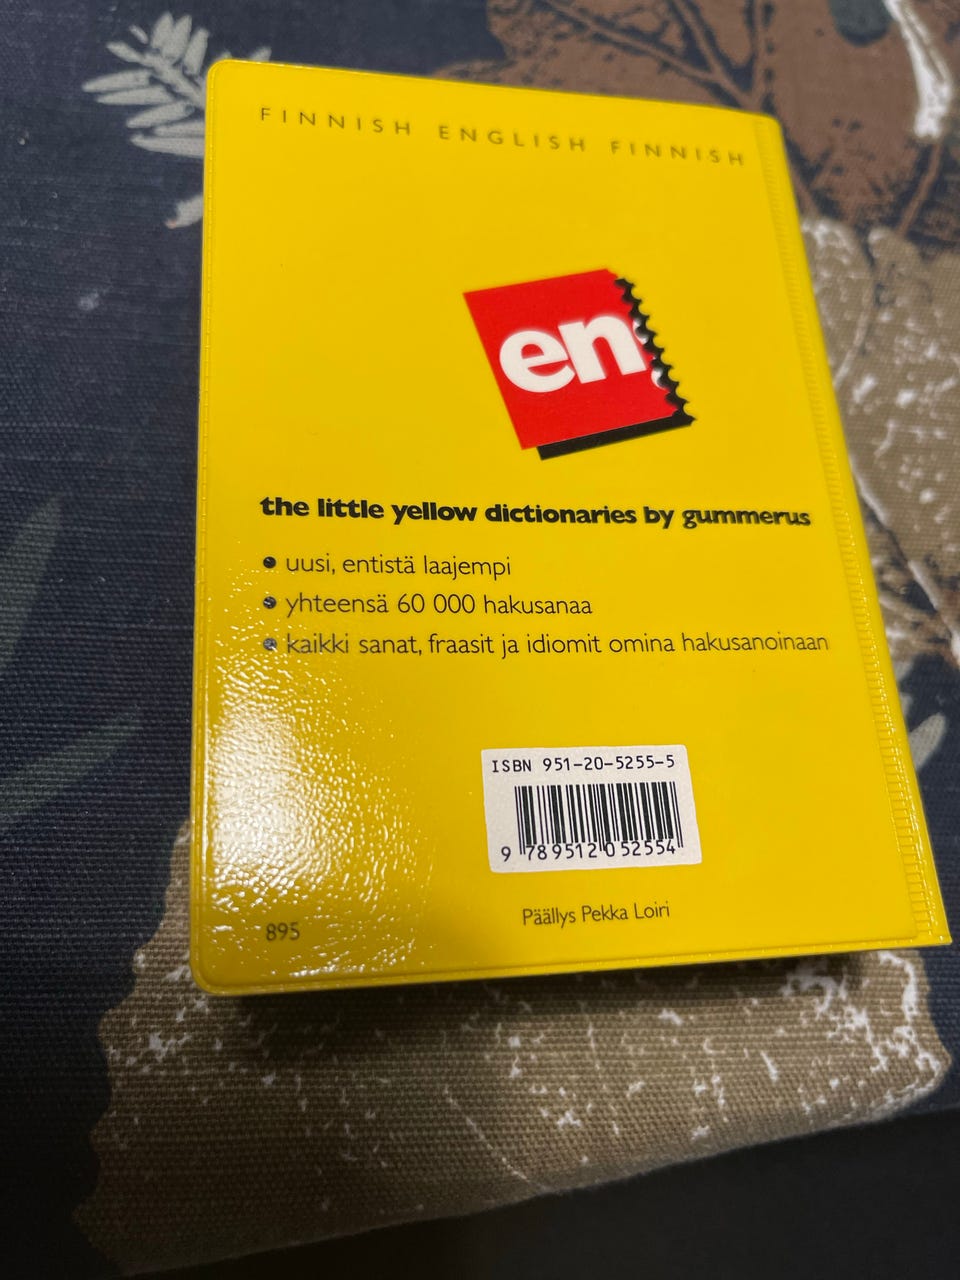 FINNISH ENGLISH FINNISH
en
the little yellow dictionaries by gummerus
• uusi, entistä laajempi
• yhteensä 60 000 hakusanaa
• kaikki sanat, fraasit ja idiomit omina hakusanoinaan
ISBN 951-20-5255-5
9 789512 052554
Päällys Pekka Loiri
895